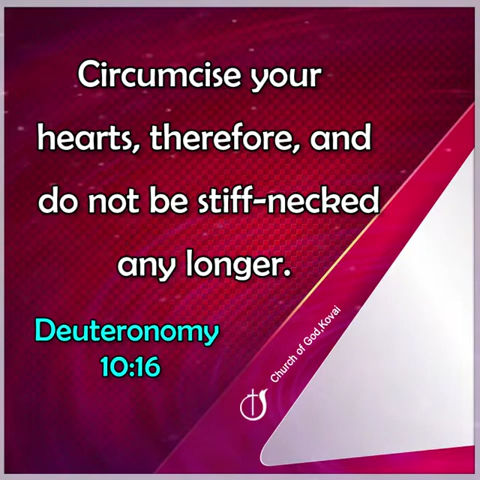 Circumcise your
hearts, therefore, and
do not be stiff-necked
any longer.
Deuteronomy
10:16
Church of God,Kovai